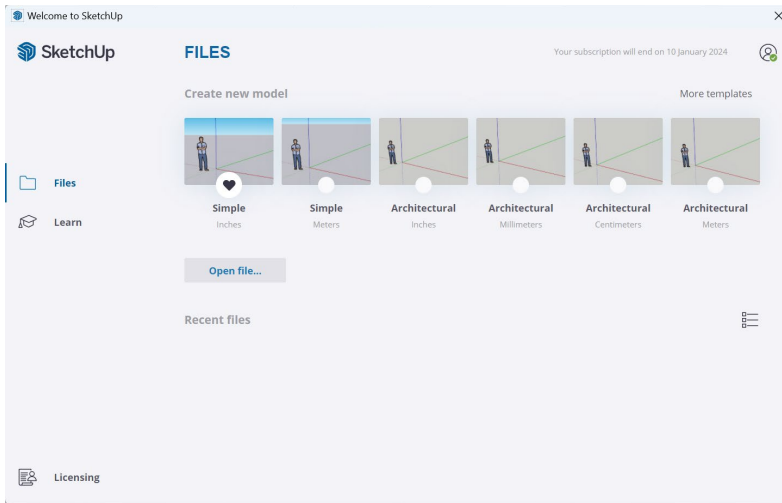 Welcome to SketchUp
SketchUp
FILES
Your subscription will end on 10 January 2024
Create new model
More templates
Simple
Inches
Simple
Meters
Architectural
Inches
Architectural
Millimeters
Architectural
Centimeters
Architectural
Meters
Files
Learn
Open file...
Recent files
Licensing